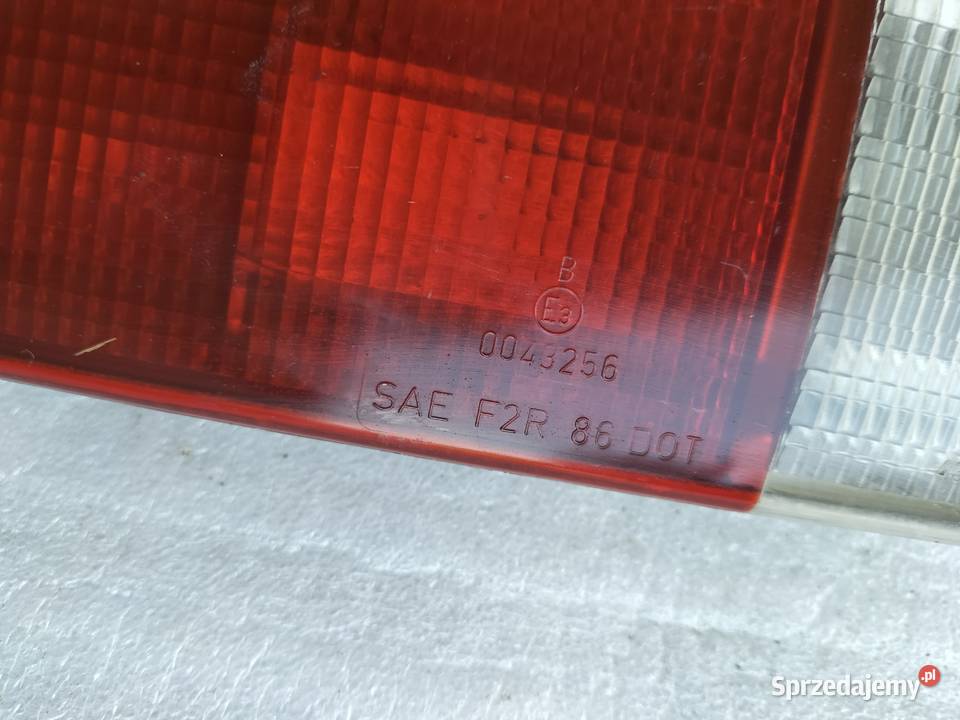 B
E3
0043256
SAE F2R 86 DOT
Sprzedajemy.pl